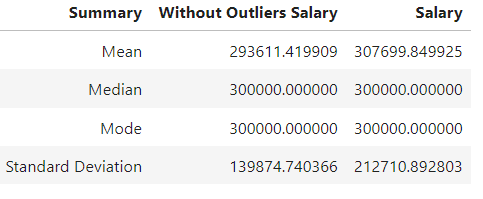 Summary Without Outliers Salary Salary
Mean 293611.419909 307699.849925
Median 300000.000000 300000.000000
Mode 300000.000000 300000.000000
Standard Deviation 139874.740366 212710.892803